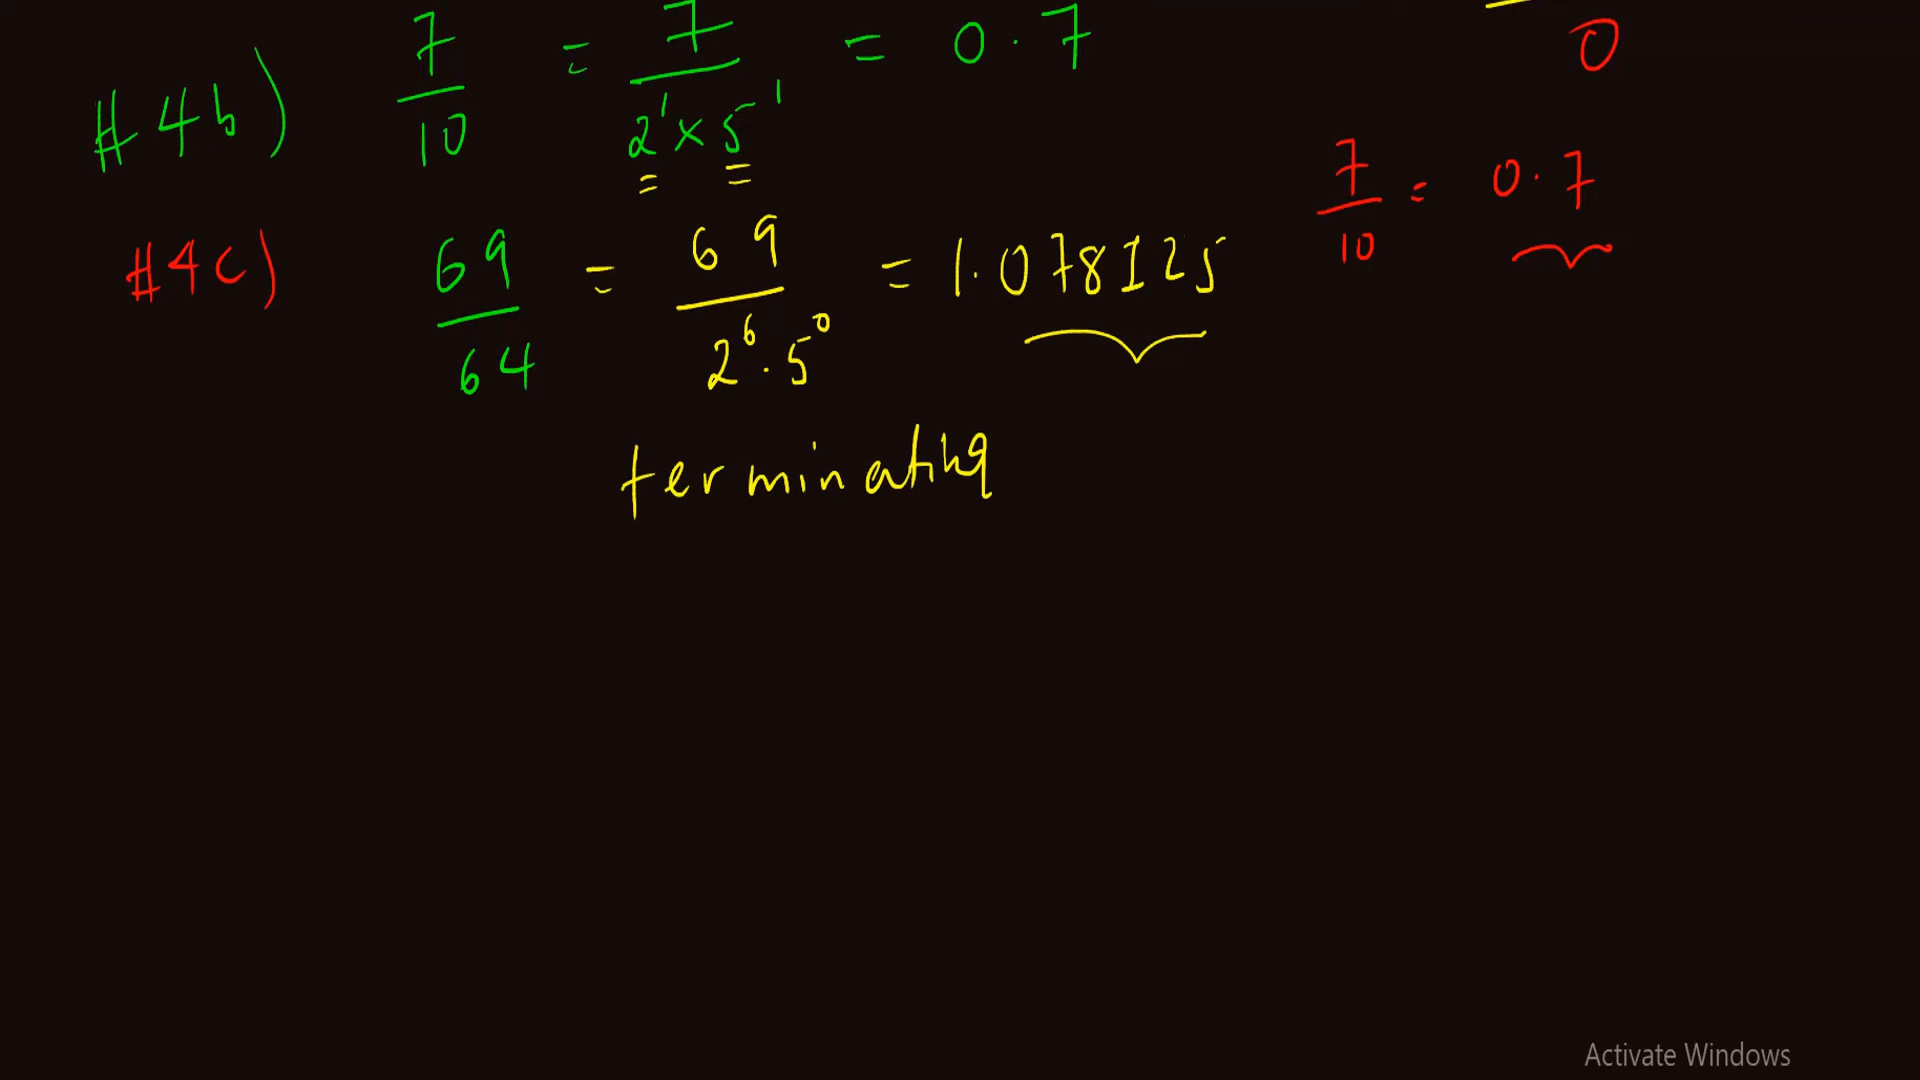 #4b) 7/10 = 7/2¹×5¹ = 0.7
0
7/10 = 0.7
#4c) 69/64 = 69/2⁶·5⁰ = 1.078125
terminating
Activate Windows